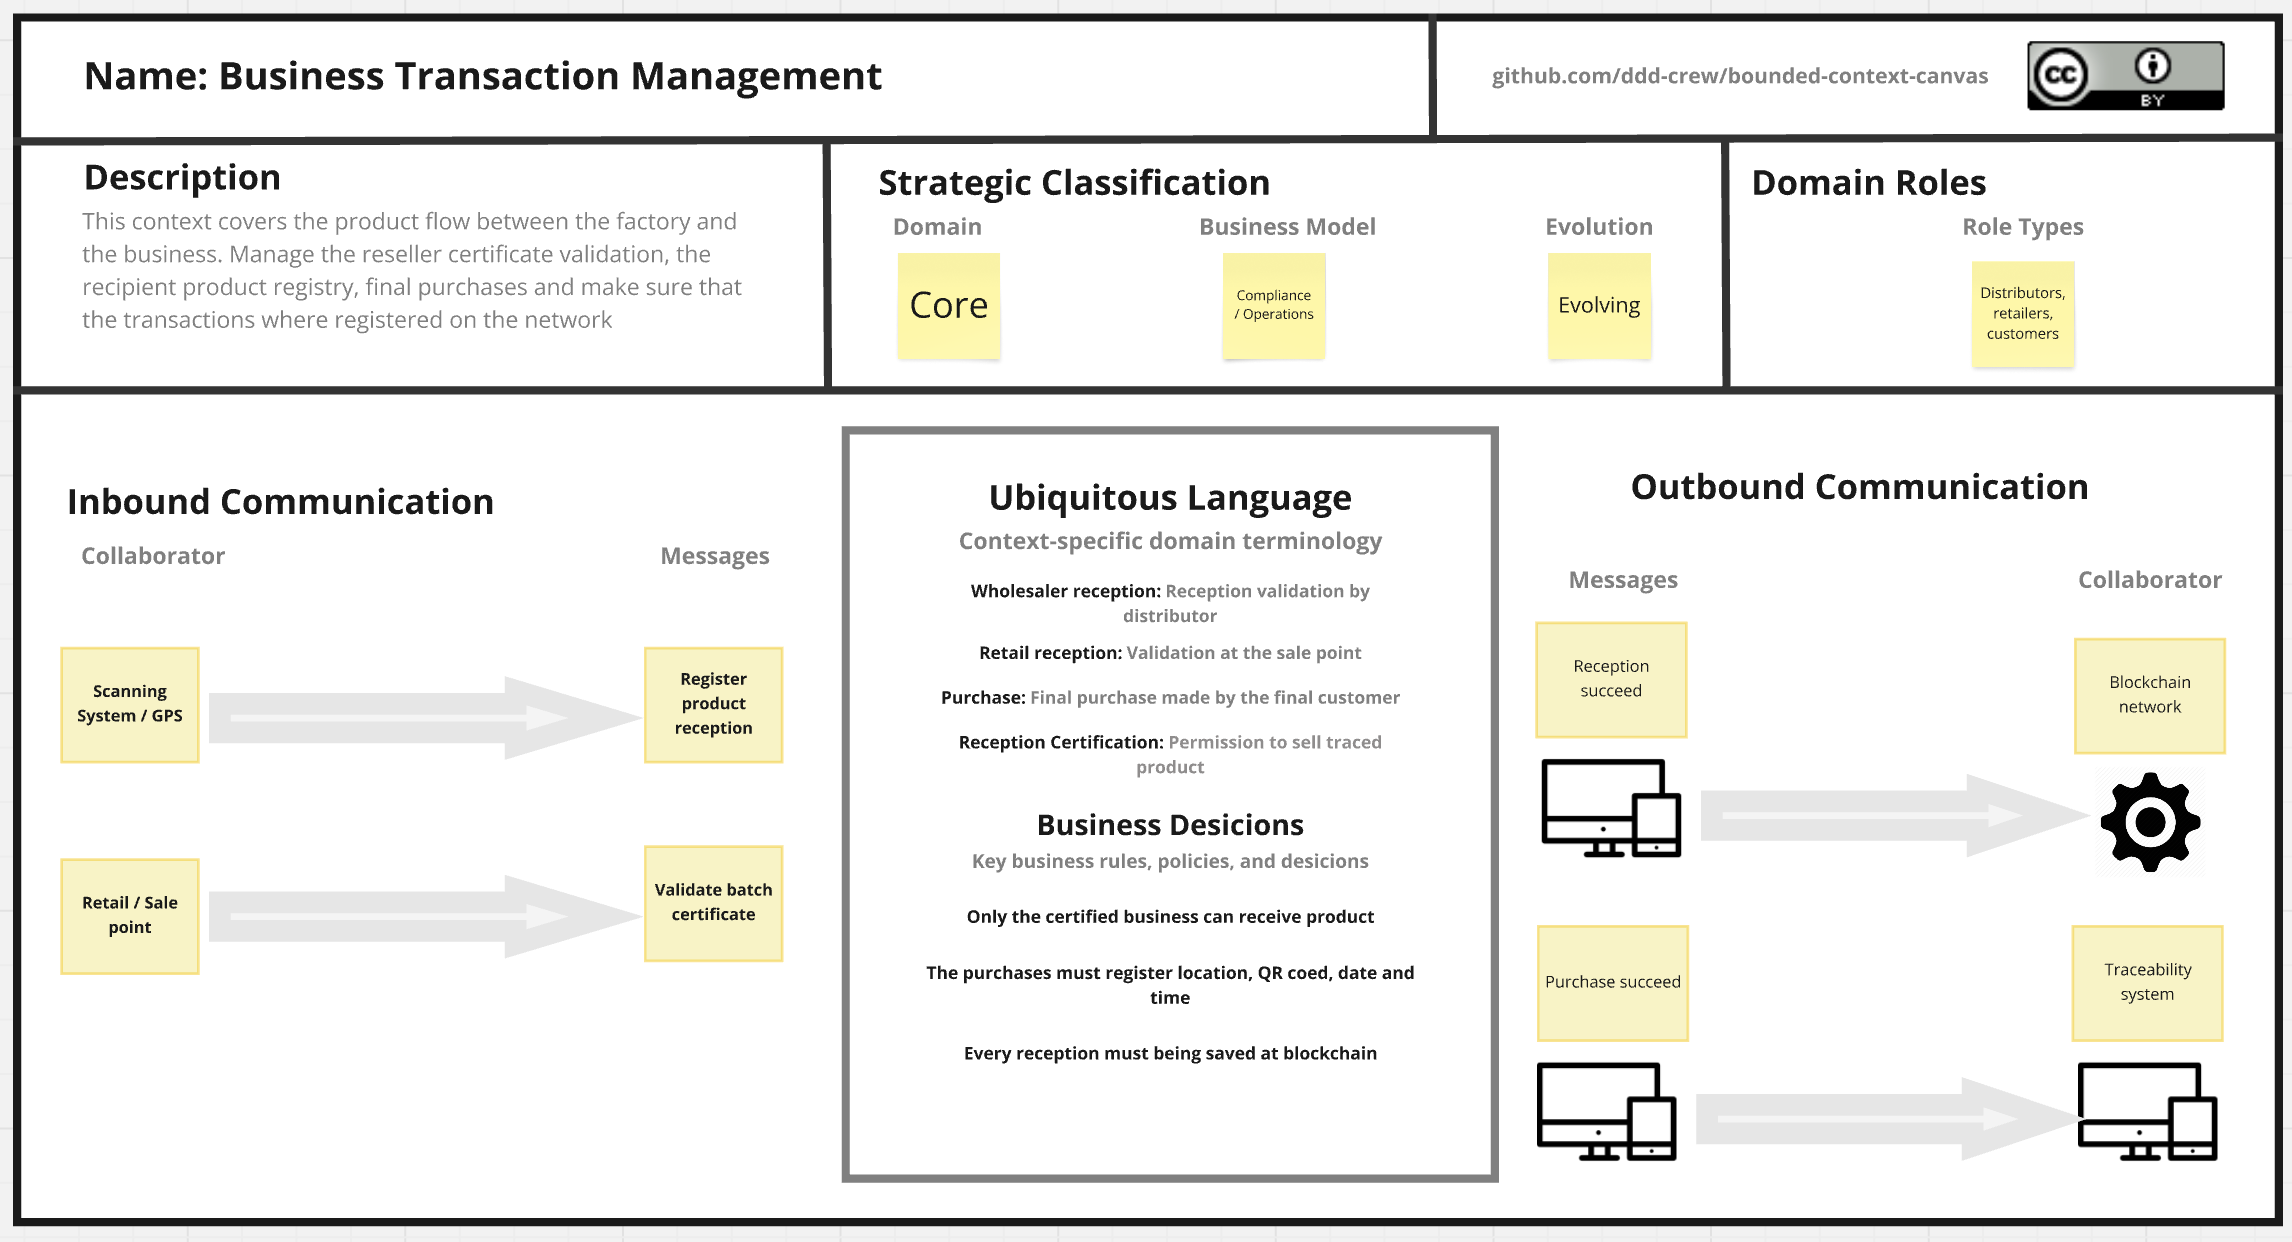 Name: Business Transaction Management
github.com/ddd-crew/bounded-context-canvas
cc
BY
Description
This context covers the product flow between the factory and
the business. Manage the reseller certificate validation, the
recipient product registry, final purchases and make sure that
the transactions where registered on the network
Strategic Classification
Domain
Business Model
Evolution
Core
Compliance
/ Operations
Evolving
Domain Roles
Role Types
Distributors,
retailers,
customers
Inbound Communication
Collaborator
Messages
Scanning
System / GPS
Register
product
reception
Retail / Sale
point
Validate batch
certificate
Ubiquitous Language
Context-specific domain terminology
Wholesaler reception: Reception validation by
distributor
Retail reception: Validation at the sale point
Purchase: Final purchase made by the final customer
Reception Certification: Permission to sell traced
product
Business Desicions
Key business rules, policies, and desicions
Only the certified business can receive product
The purchases must register location, QR coed, date and
time
Every reception must being saved at blockchain
Outbound Communication
Messages
Collaborator
Reception
succeed
Blockchain
network
Purchase succeed
Traceability
system